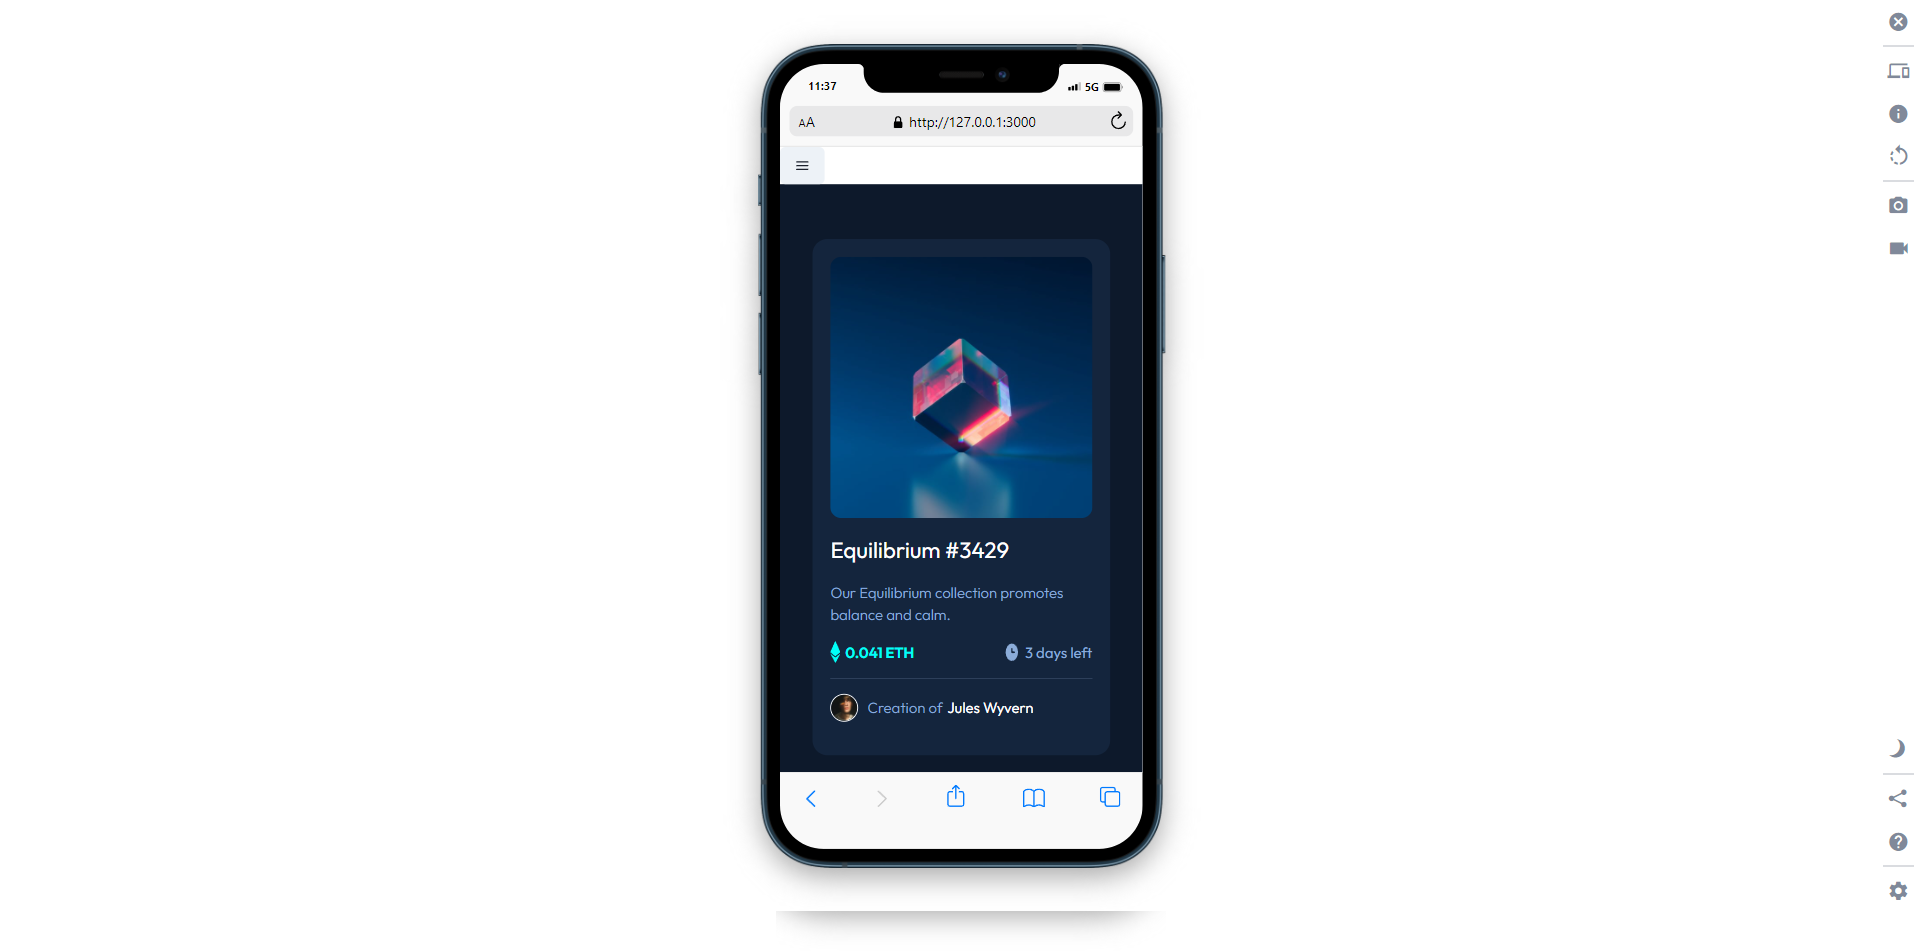 11:37
5G
AA
http://127.0.0.1:3000
Equilibrium #3429
Our Equilibrium collection promotes
balance and calm.
0.041 ETH
3 days left
Creation of Jules Wyvern